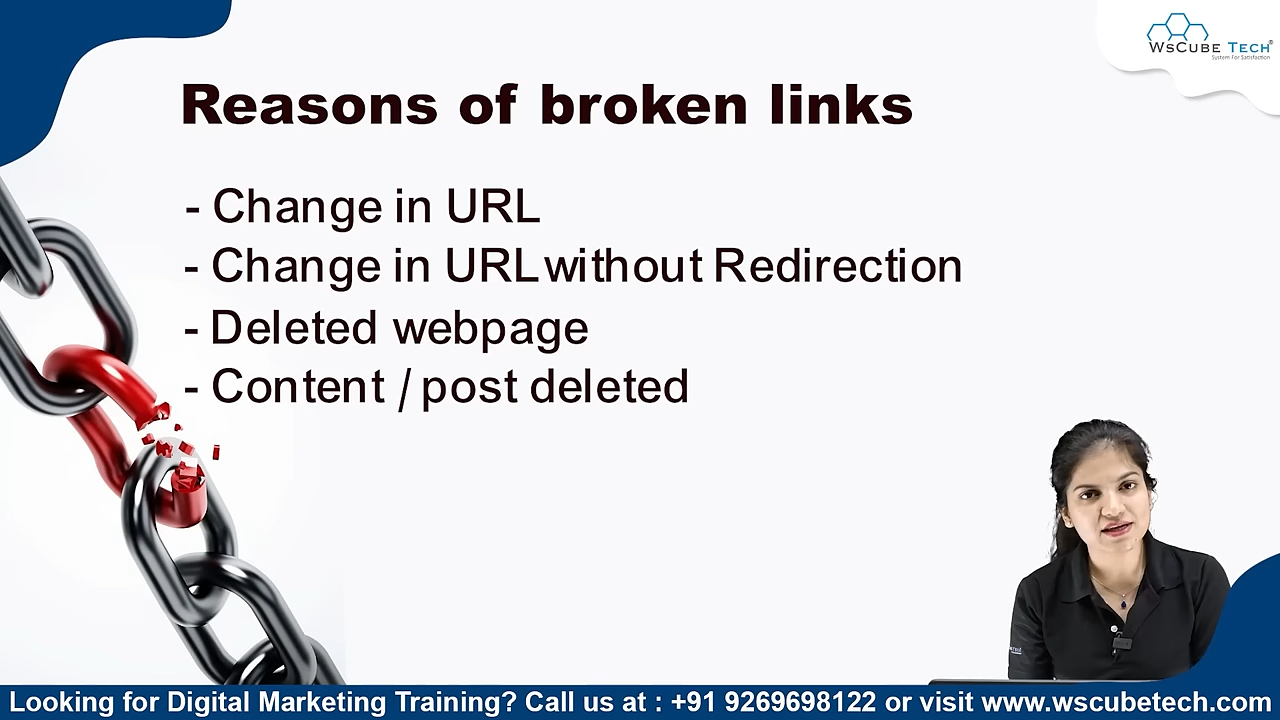 WSCUBE TECH®
System For Satisfaction
Reasons of broken links
- Change in URL
- Change in URL without Redirection
- Deleted webpage
- Content / post deleted
Looking for Digital Marketing Training? Call us at : +91 9269698122 or visit www.wscubetech.com